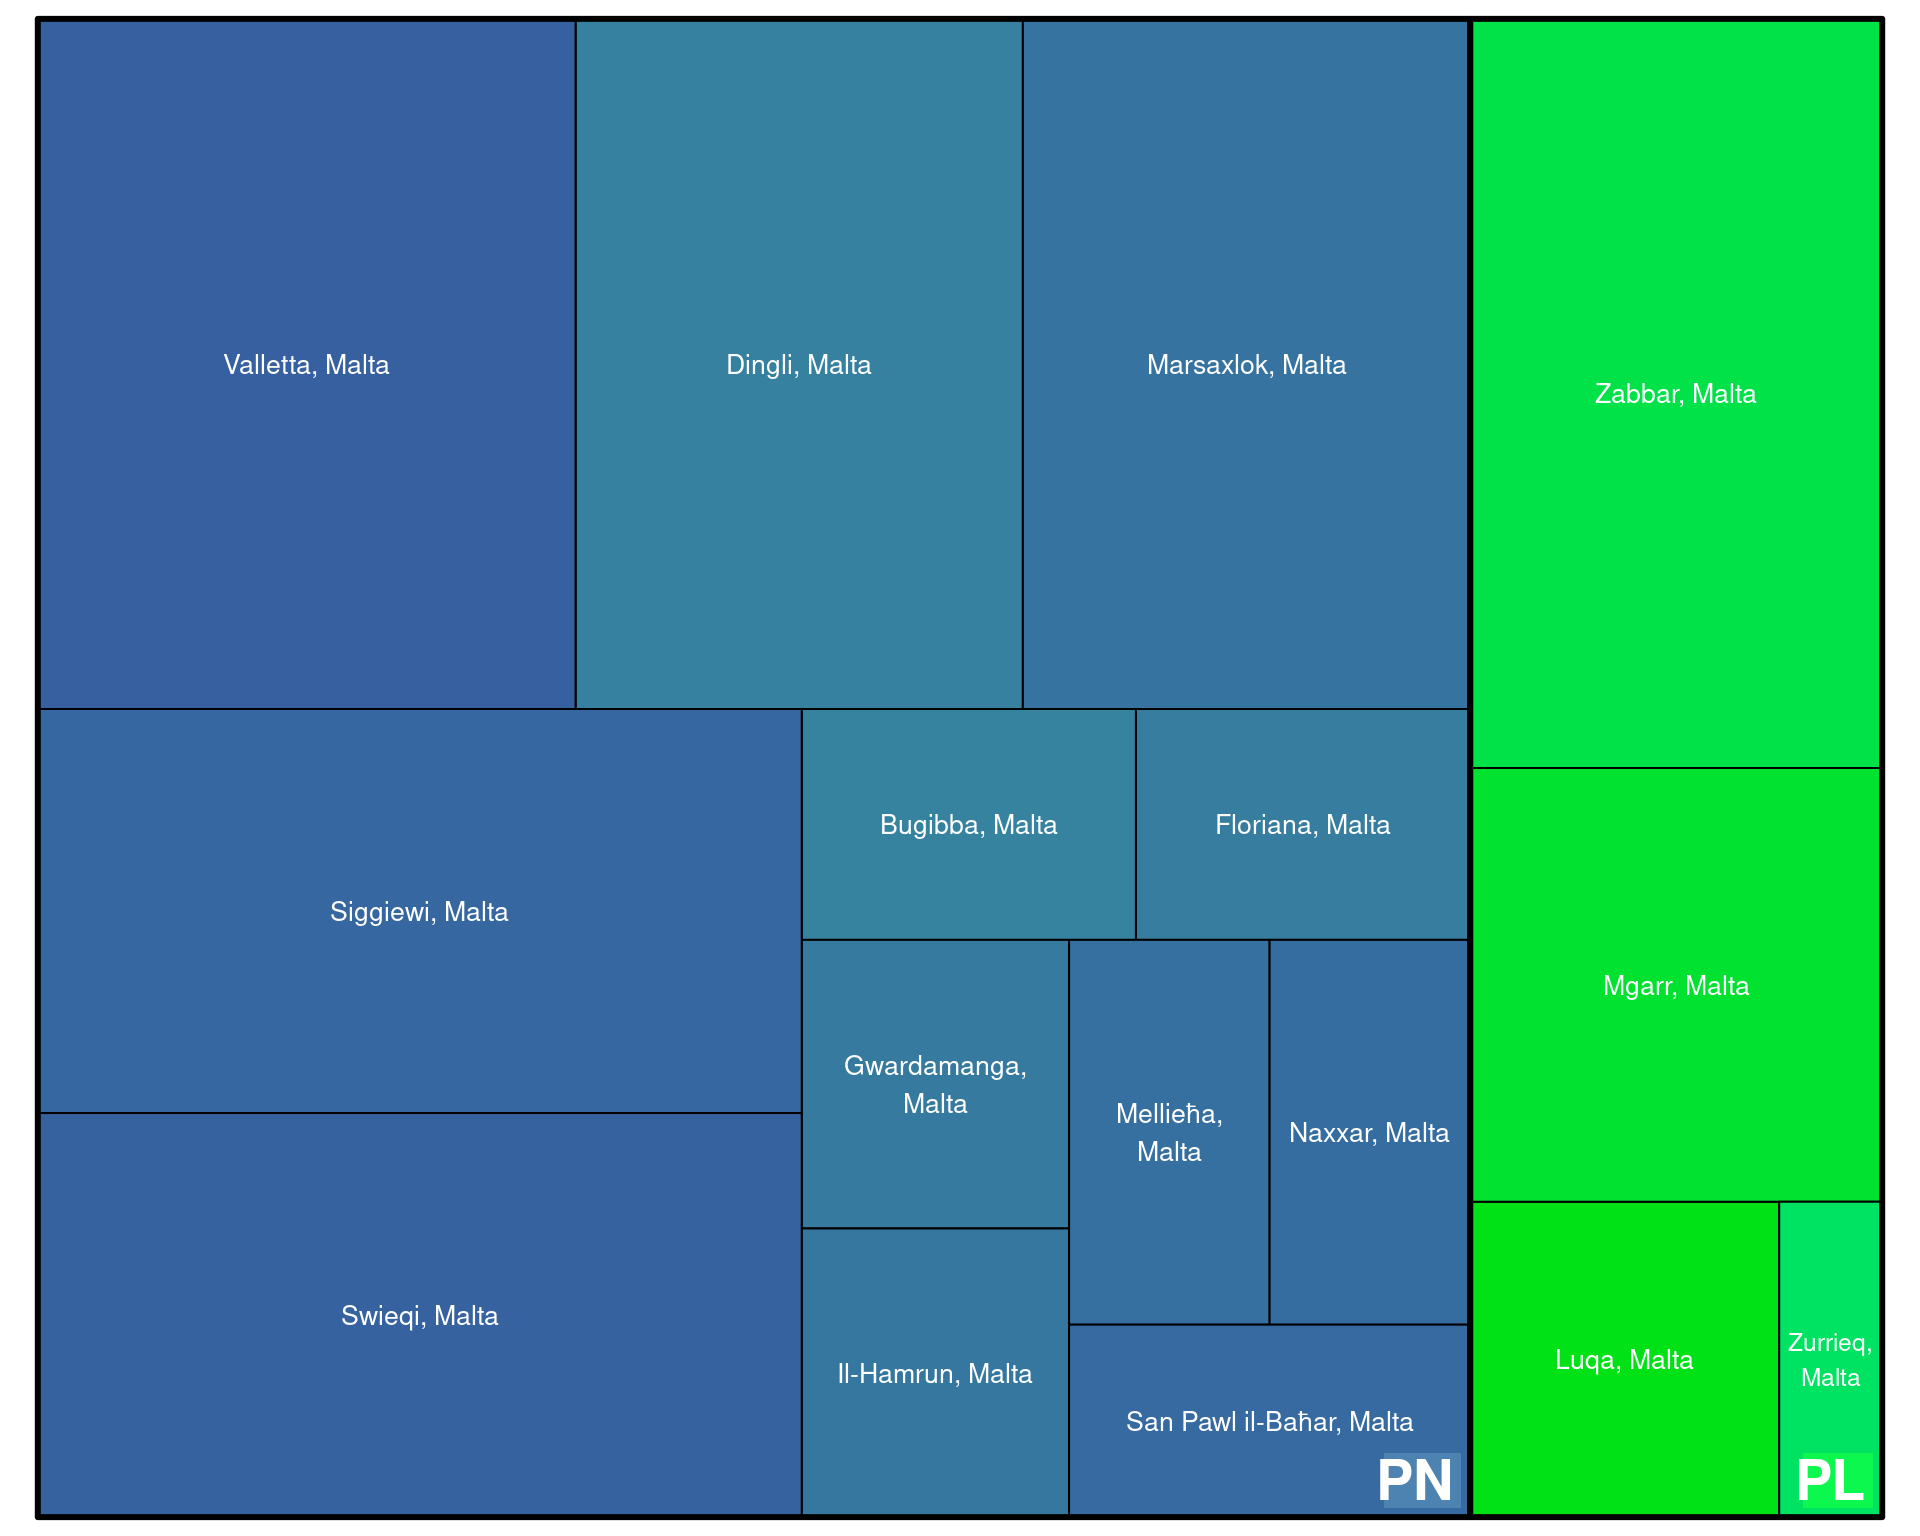 Valletta, Malta
Dingli, Malta
Marsaxlok, Malta
Zabbar, Malta
Siggiewi, Malta
Bugibba, Malta
Floriana, Malta
Mgarr, Malta
Gwardamanga,
Malta
Mellieħa,
Malta
Naxxar, Malta
Swieqi, Malta
Il-Hamrun, Malta
San Pawl il-Baħar, Malta
PN
Luqa, Malta
Zurrieq,
Malta
PL